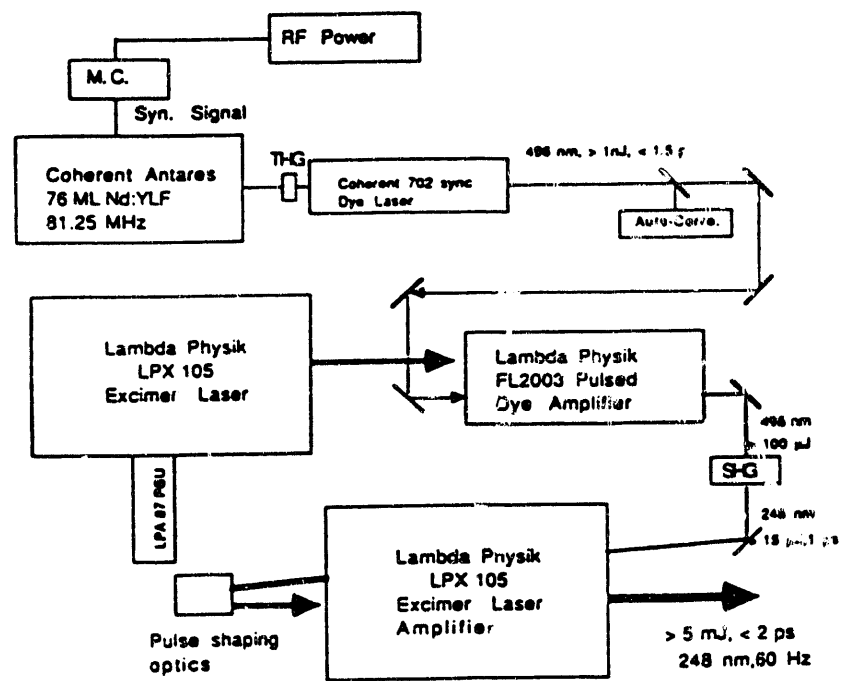 RF Power
M.C.
Syn. Signal
Coherent Antares
76 ML Nd:YLF
81.25 MHz
THG
Coherent 702 sync
Dye Laser
496 nm, > 1nJ, < 1.5
Lambda Physik
LPX 105
Excimer Laser
Lambda Physik
FL2003 Pulsed
Dye Amplifier
496 nm
100 µJ
SHG
248 nm
LPA 87 PSU
Lambda Physik
LPX 105
Excimer Laser
Amplifier
Pulse shaping
optics
> 5 mJ, < 2 ps
248 nm,60 Hz